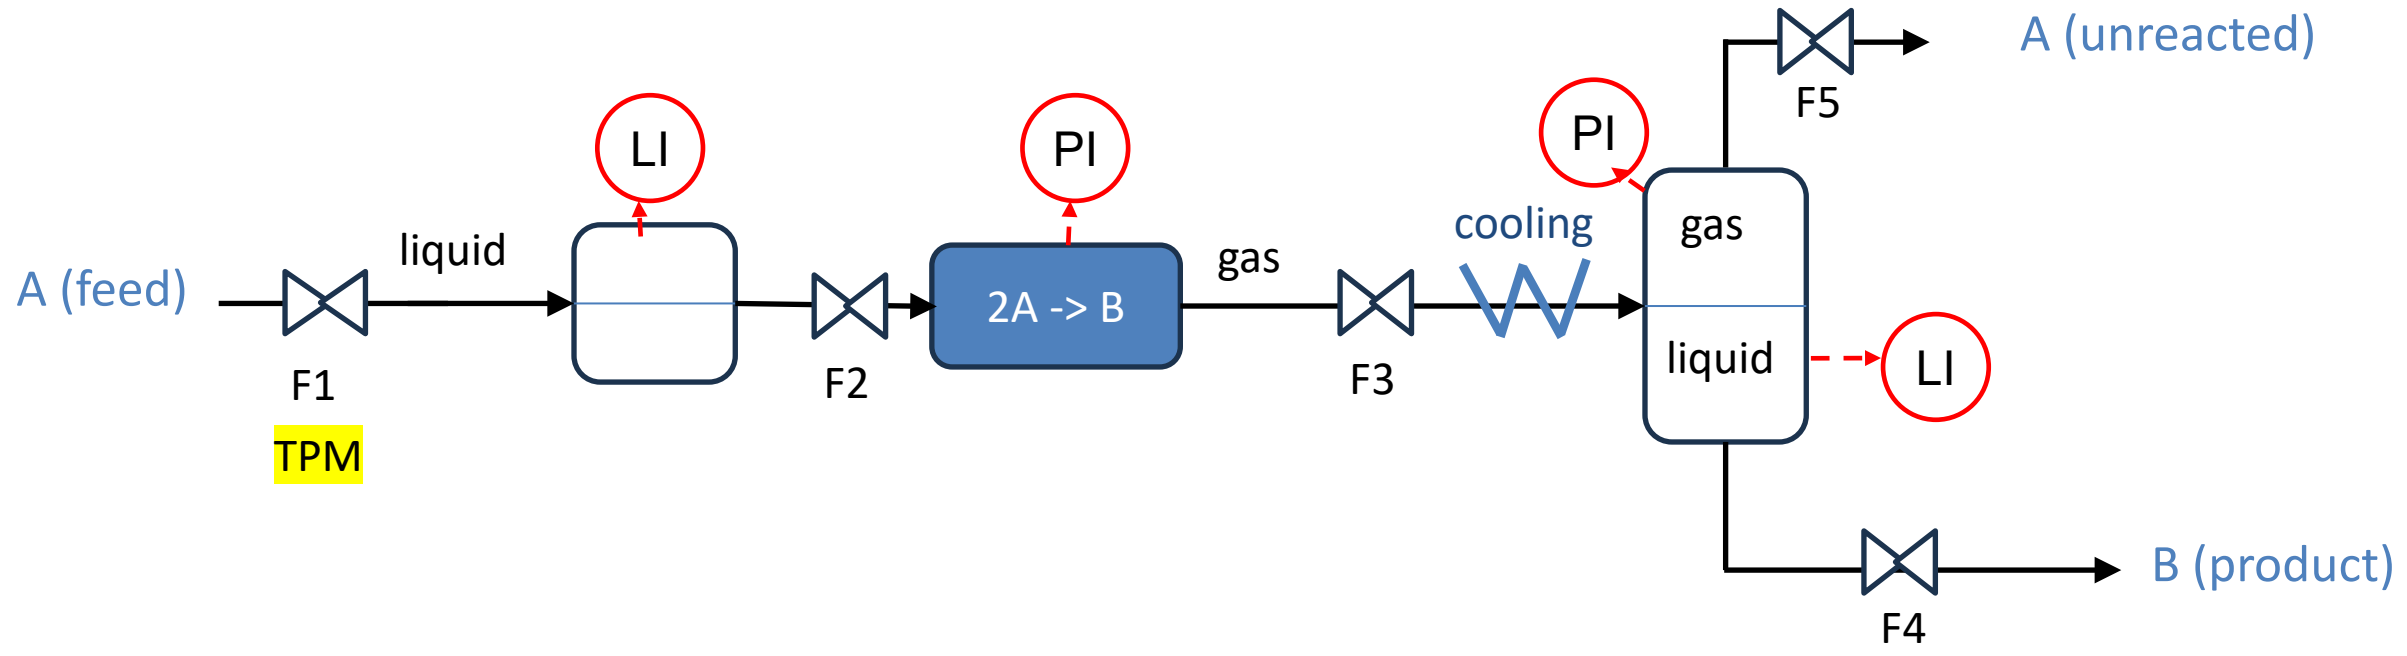 A (feed)
F1
TPM
liquid
LI
F2
PI
2A -> B
gas
F3
cooling
PI
gas
liquid
LI
F5
A (unreacted)
F4
B (product)